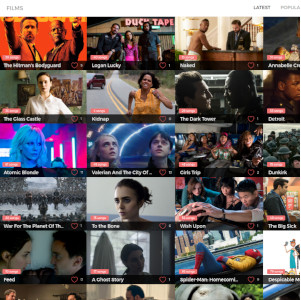 FILMS
LATEST
POPULA
DUCK TAPE
The Hitman's Bodyguard
Logan Lucky
Naked
Annabelle Cr
The Glass Castle
Kidnap
The Dark Tower
Detroit
Atomic Blonde
Valerian And The City Of ...
Girls Trip
Dunkirk
War For The Planet Of Th...
To the Bone
Wish Upon
The Big Sick
Feed
A Ghost Story
Spider-Man: Homecomi...
Despicable M